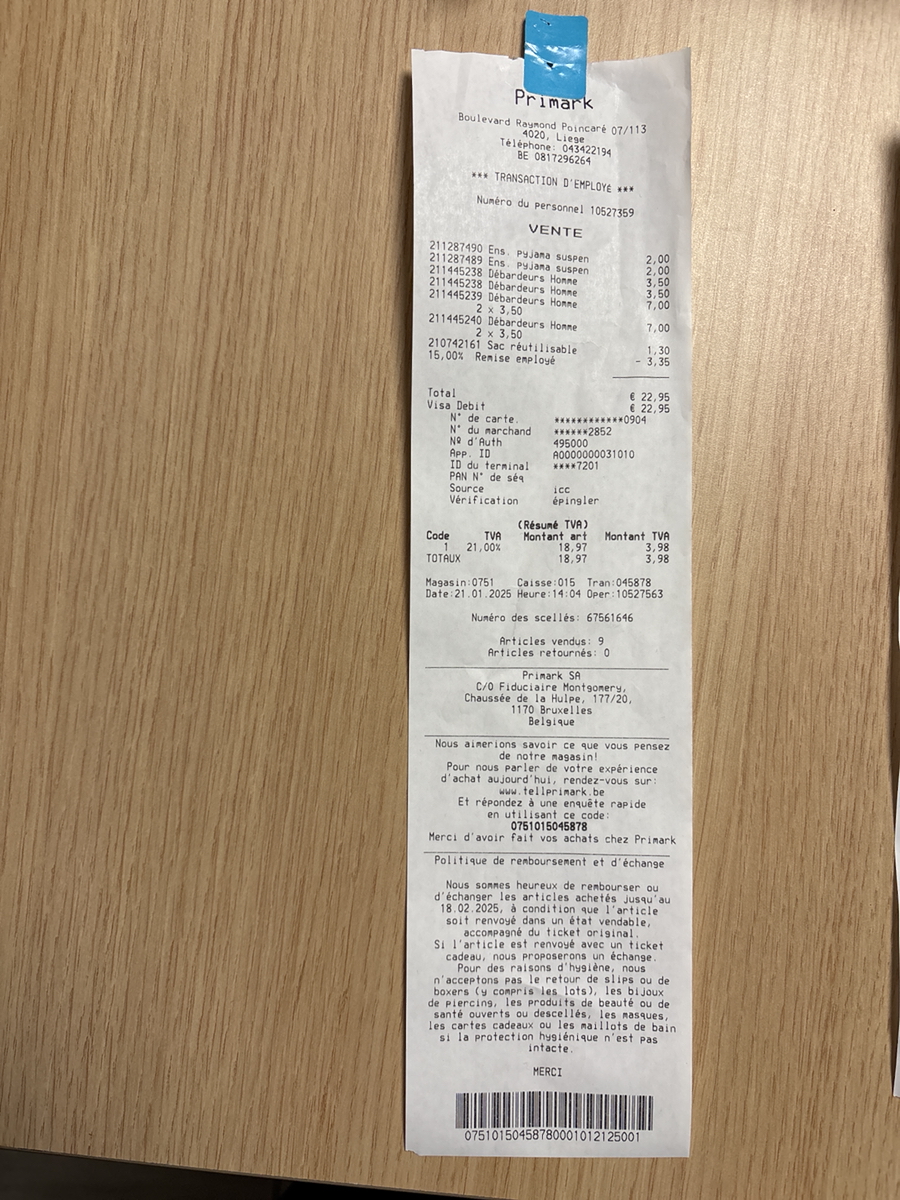 Primark
Boulevard Raymond Poincaré 07/113
4020, Liege
Téléphone: 043422194
BE 0817296264
*** TRANSACTION D'EMPLOYÉ ***
Numéro du personnel 10527359
VENTE
211287490 Ens. pyjama suspen 2,00
211287489 Ens. pyjama suspen 2,00
211445238 Débardeurs Homme 3,50
211445238 Débardeurs Homme 3,50
211445239 Débardeurs Homme 7,00
2 x 3,50
211445240 Débardeurs Homme 7,00
2 x 3,50
210742161 Sac réutilisable 1,30
15,00% Remise employé - 3,35
Total € 22,95
Visa Debit € 22,95
N° de carte. ************0904
N° du marchand ******2852
Nº d'Auth 495000
App. ID A0000000031010
ID du terminal ****7201
PAN N° de séq
Source icc
Vérification épingler
(Résumé TVA)
Code TVA Montant art Montant TVA
1 21,00% 18,97 3,98
TOTAUX 18,97 3,98
Magasin:0751 Caisse:015 Tran:045878
Date:21.01.2025 Heure:14:04 Oper:10527563
Numéro des scellés: 67561646
Articles vendus: 9
Articles retournés: 0
Primark SA
C/O Fiduciaire Montgomery,
Chaussée de la Hulpe, 177/20,
1170 Bruxelles
Belgique
Nous aimerions savoir ce que vous pensez
de notre magasin!
Pour nous parler de votre expérience
d'achat aujourd'hui, rendez-vous sur:
www.tellprimark.be
Et répondez à une enquête rapide
en utilisant ce code:
0751015045878
Merci d'avoir fait vos achats chez Primark
Politique de remboursement et d'échange
Nous sommes heureux de rembourser ou
d'échanger les articles achetés jusqu'au
18.02.2025, à condition que l'article
soit renvoyé dans un état vendable,
accompagné du ticket original.
Si l'article est renvoyé avec un ticket
cadeau, nous proposerons un échange.
Pour des raisons d'hygiène, nous
n'acceptons pas le retour de slips ou de
boxers (y compris les lots), les bijoux
de piercing, les produits de beauté ou de
santé ouverts ou descellés, les masques,
les cartes cadeaux ou les maillots de bain
si la protection hygiénique n'est pas
intacte.
MERCI
07510150458780001012125001